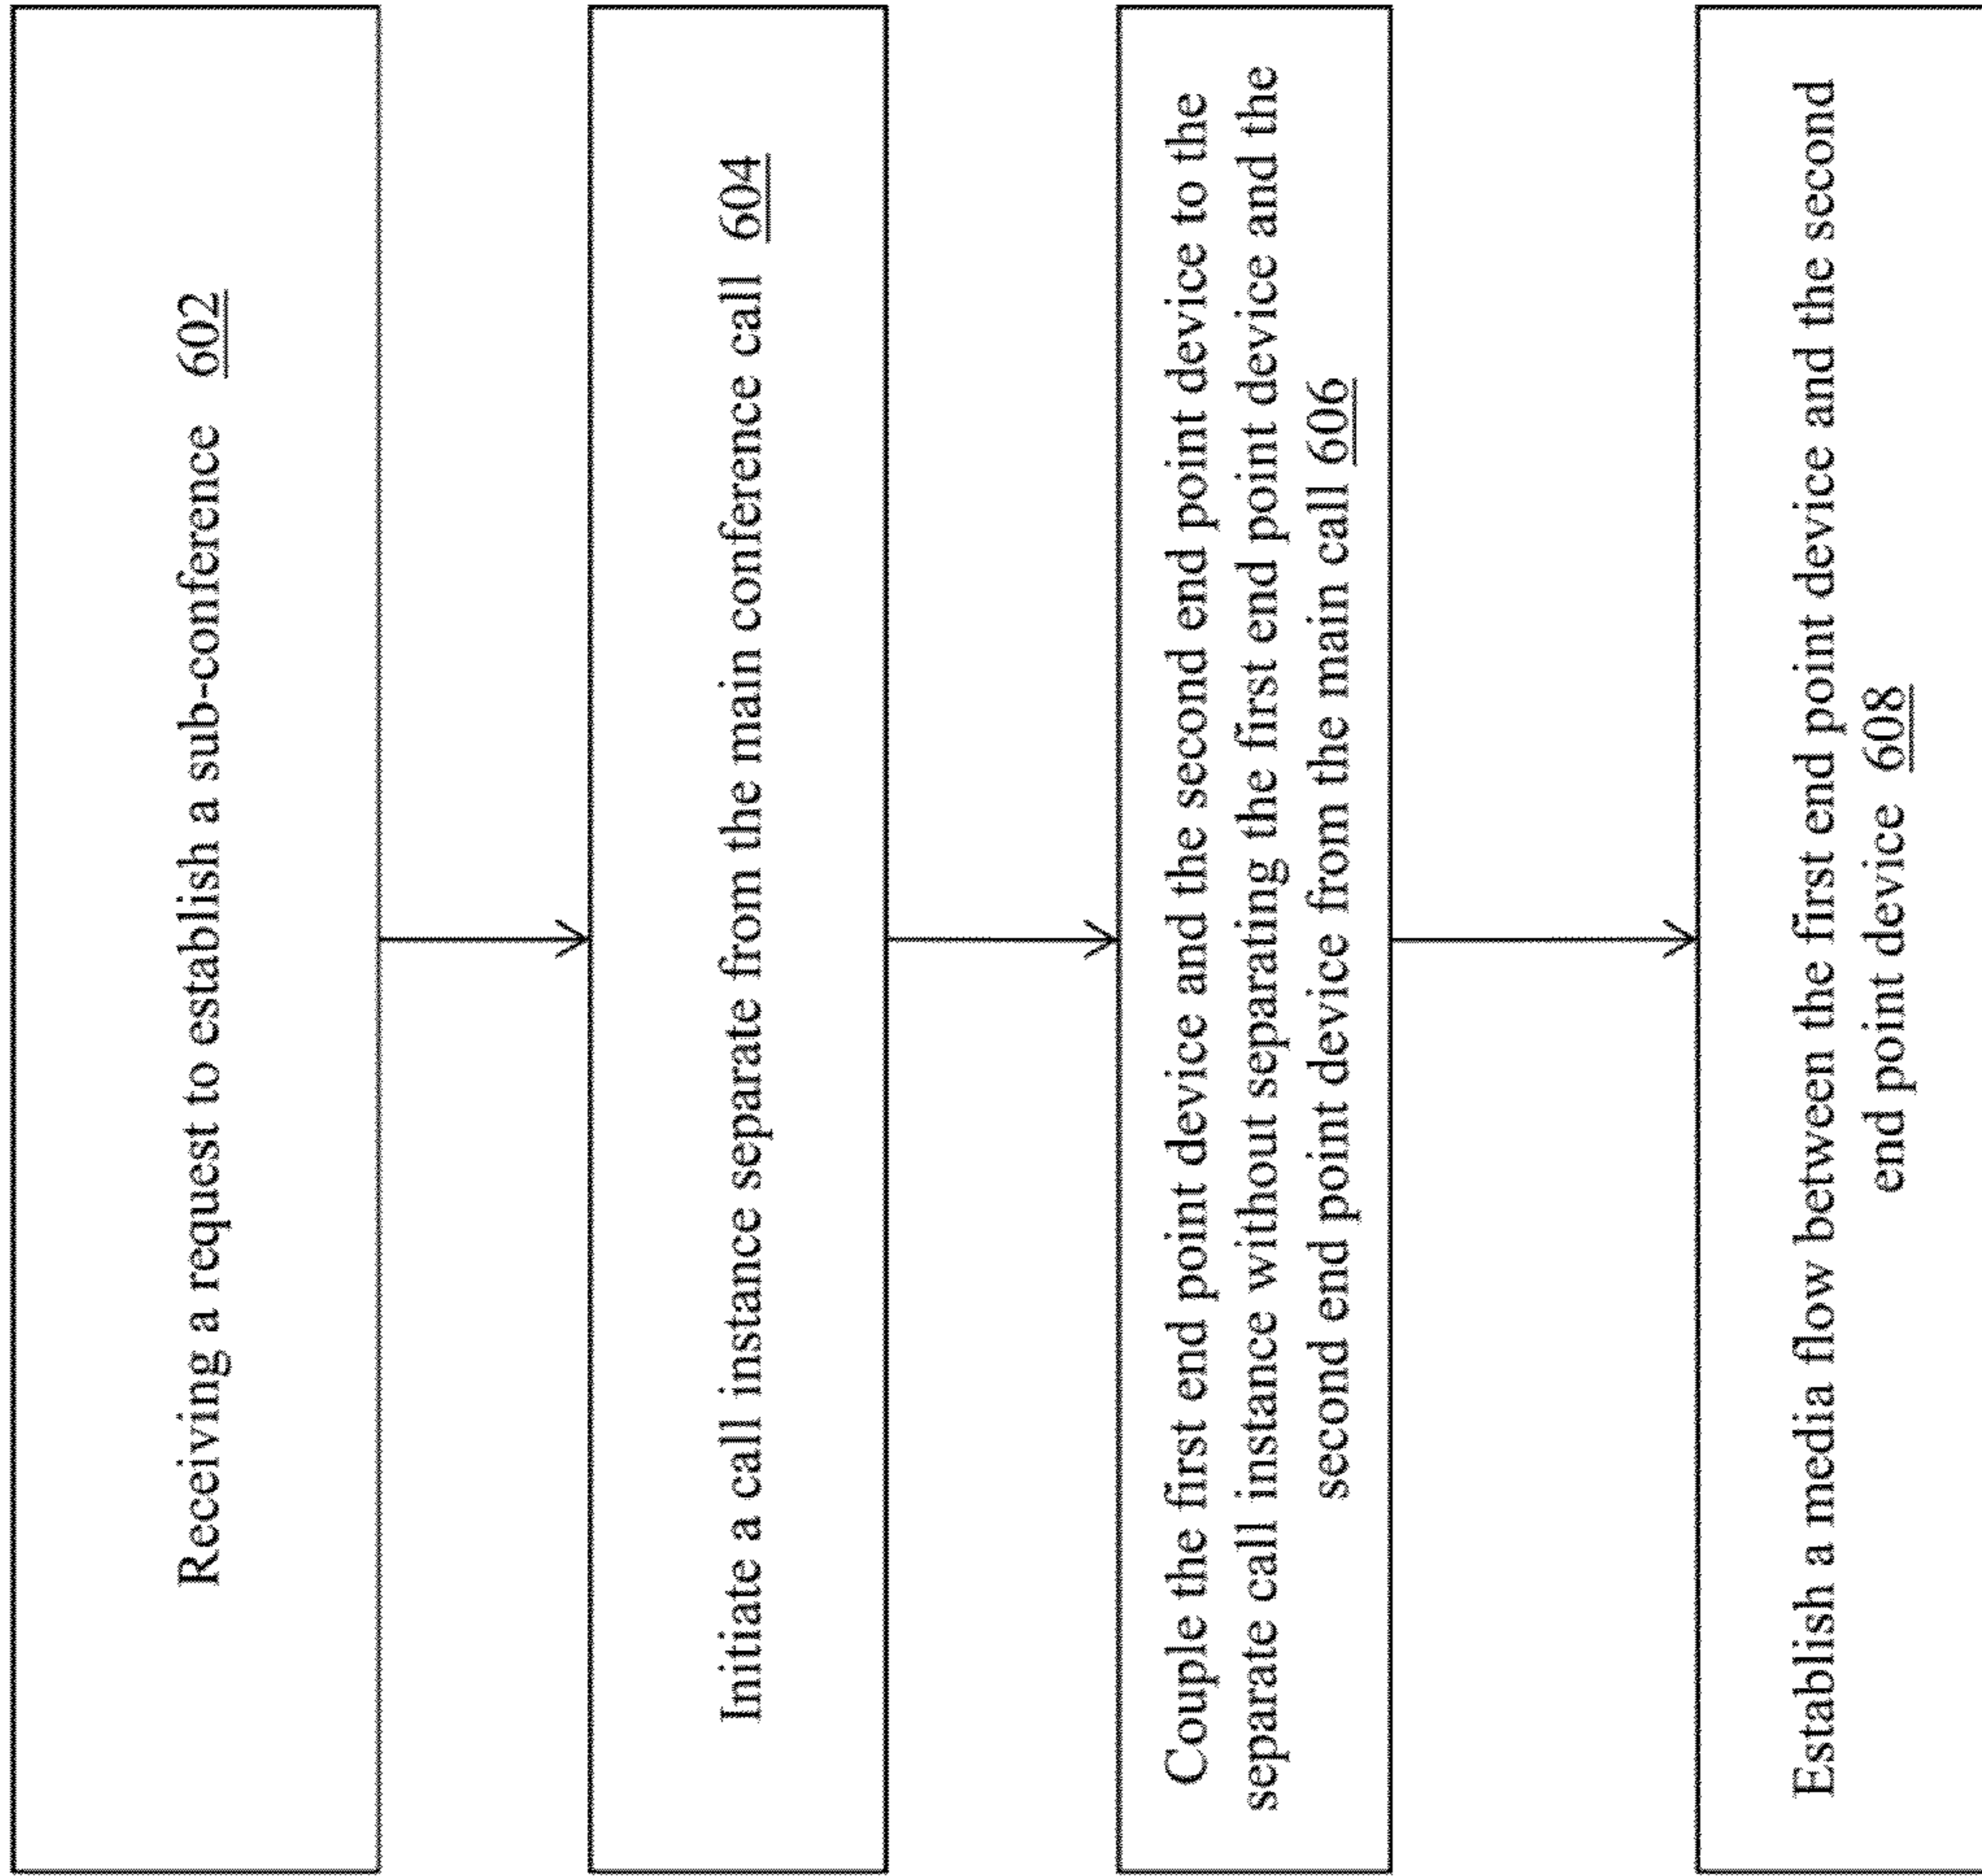 Receiving a request to establish a sub-conference 602
Initiate a call instance separate from the main conference call 604
Couple the first end point device and the second end point device to the
separate call instance without separating the first end point device and the
second end point device from the main call 606
Establish a media flow between the first end point device and the second
end point device 608